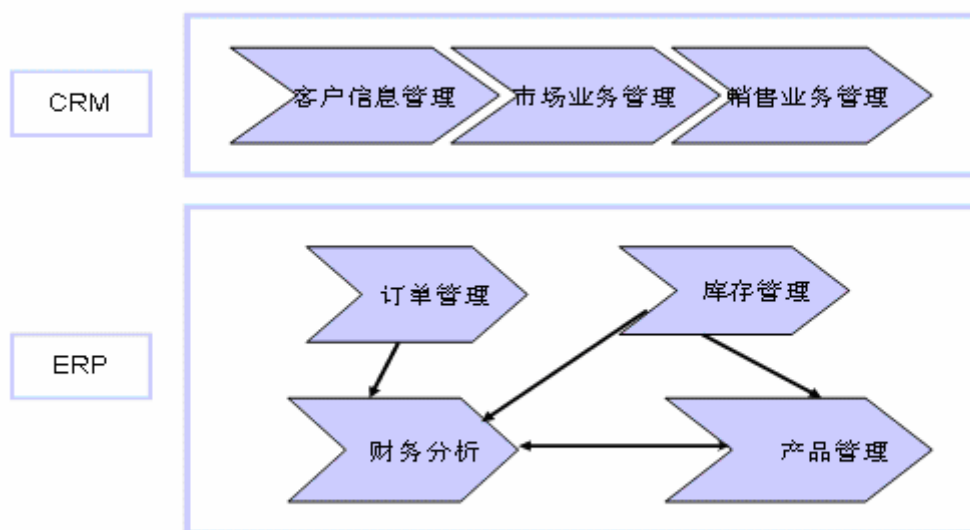 CRM
客户信息管理
市场业务管理
销售业务管理
ERP
订单管理
库存管理
财务分析
产品管理